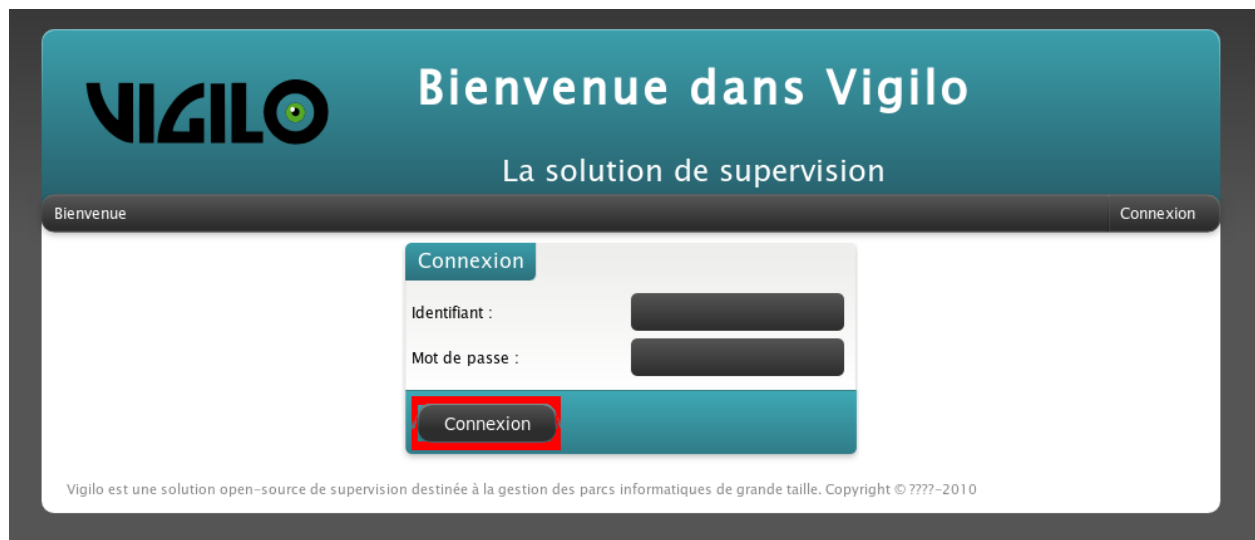 VIGILO
Bienvenue dans Vigilo
La solution de supervision
Bienvenue
Connexion
Connexion
Identifiant :
Mot de passe :
Connexion
Vigilo est une solution open-source de supervision destinée à la gestion des parcs informatiques de grande taille. Copyright © ????-2010